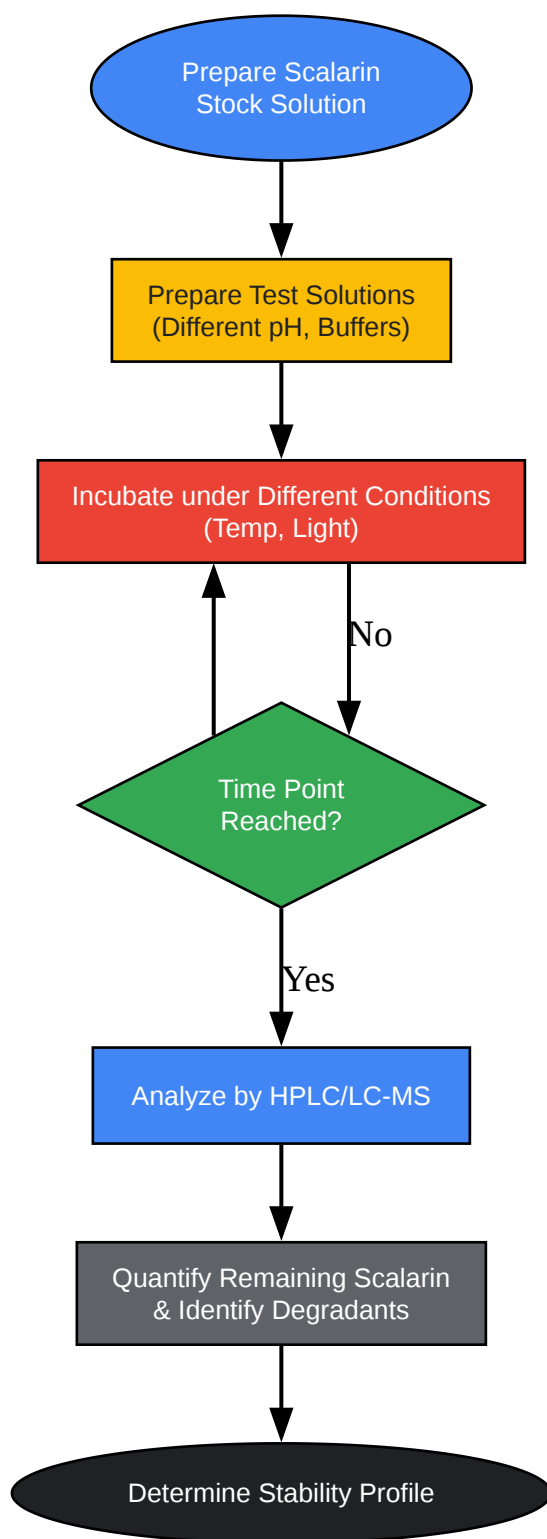 Prepare Scalarin
Stock Solution
Prepare Test Solutions
(Different pH, Buffers)
Incubate under Different Conditions
(Temp, Light)
No
Time Point
Reached?
Yes
Analyze by HPLC/LC-MS
Quantify Remaining Scalarin
& Identify Degradants
Determine Stability Profile